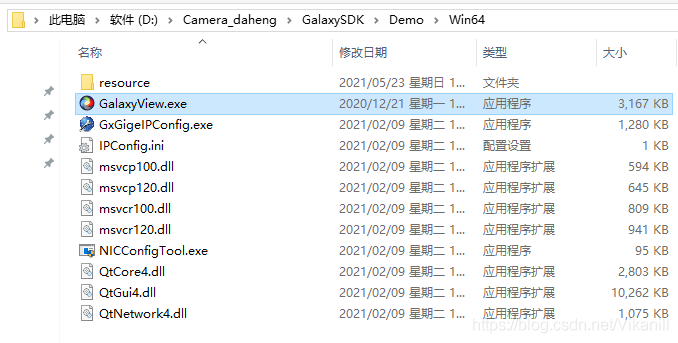 此电脑 > 软件 (D:) > Camera_daheng > GalaxySDK > Demo > Win64
名称 修改日期 类型 大小
resource 2021/05/23 星期日 1... 文件夹
GalaxyView.exe 2020/12/21 星期一 1... 应用程序 3,167 KB
GxGigeIPConfig.exe 2021/02/09 星期二 1... 应用程序 1,280 KB
IPConfig.ini 2021/02/09 星期二 1... 配置设置 1 KB
msvcp100.dll 2021/02/09 星期二 1... 应用程序扩展 594 KB
msvcp120.dll 2021/02/09 星期二 1... 应用程序扩展 645 KB
msvcr100.dll 2021/02/09 星期二 1... 应用程序扩展 809 KB
msvcr120.dll 2021/02/09 星期二 1... 应用程序扩展 941 KB
NICConfigTool.exe 2021/02/09 星期二 1... 应用程序 95 KB
QtCore4.dll 2021/02/09 星期二 1... 应用程序扩展 2,803 KB
QtGui4.dll 2021/02/09 星期二 1... 应用程序扩展 10,262 KB
QtNetwork4.dll 2021/02/09 星期二 1... 应用程序扩展 1,075 KB